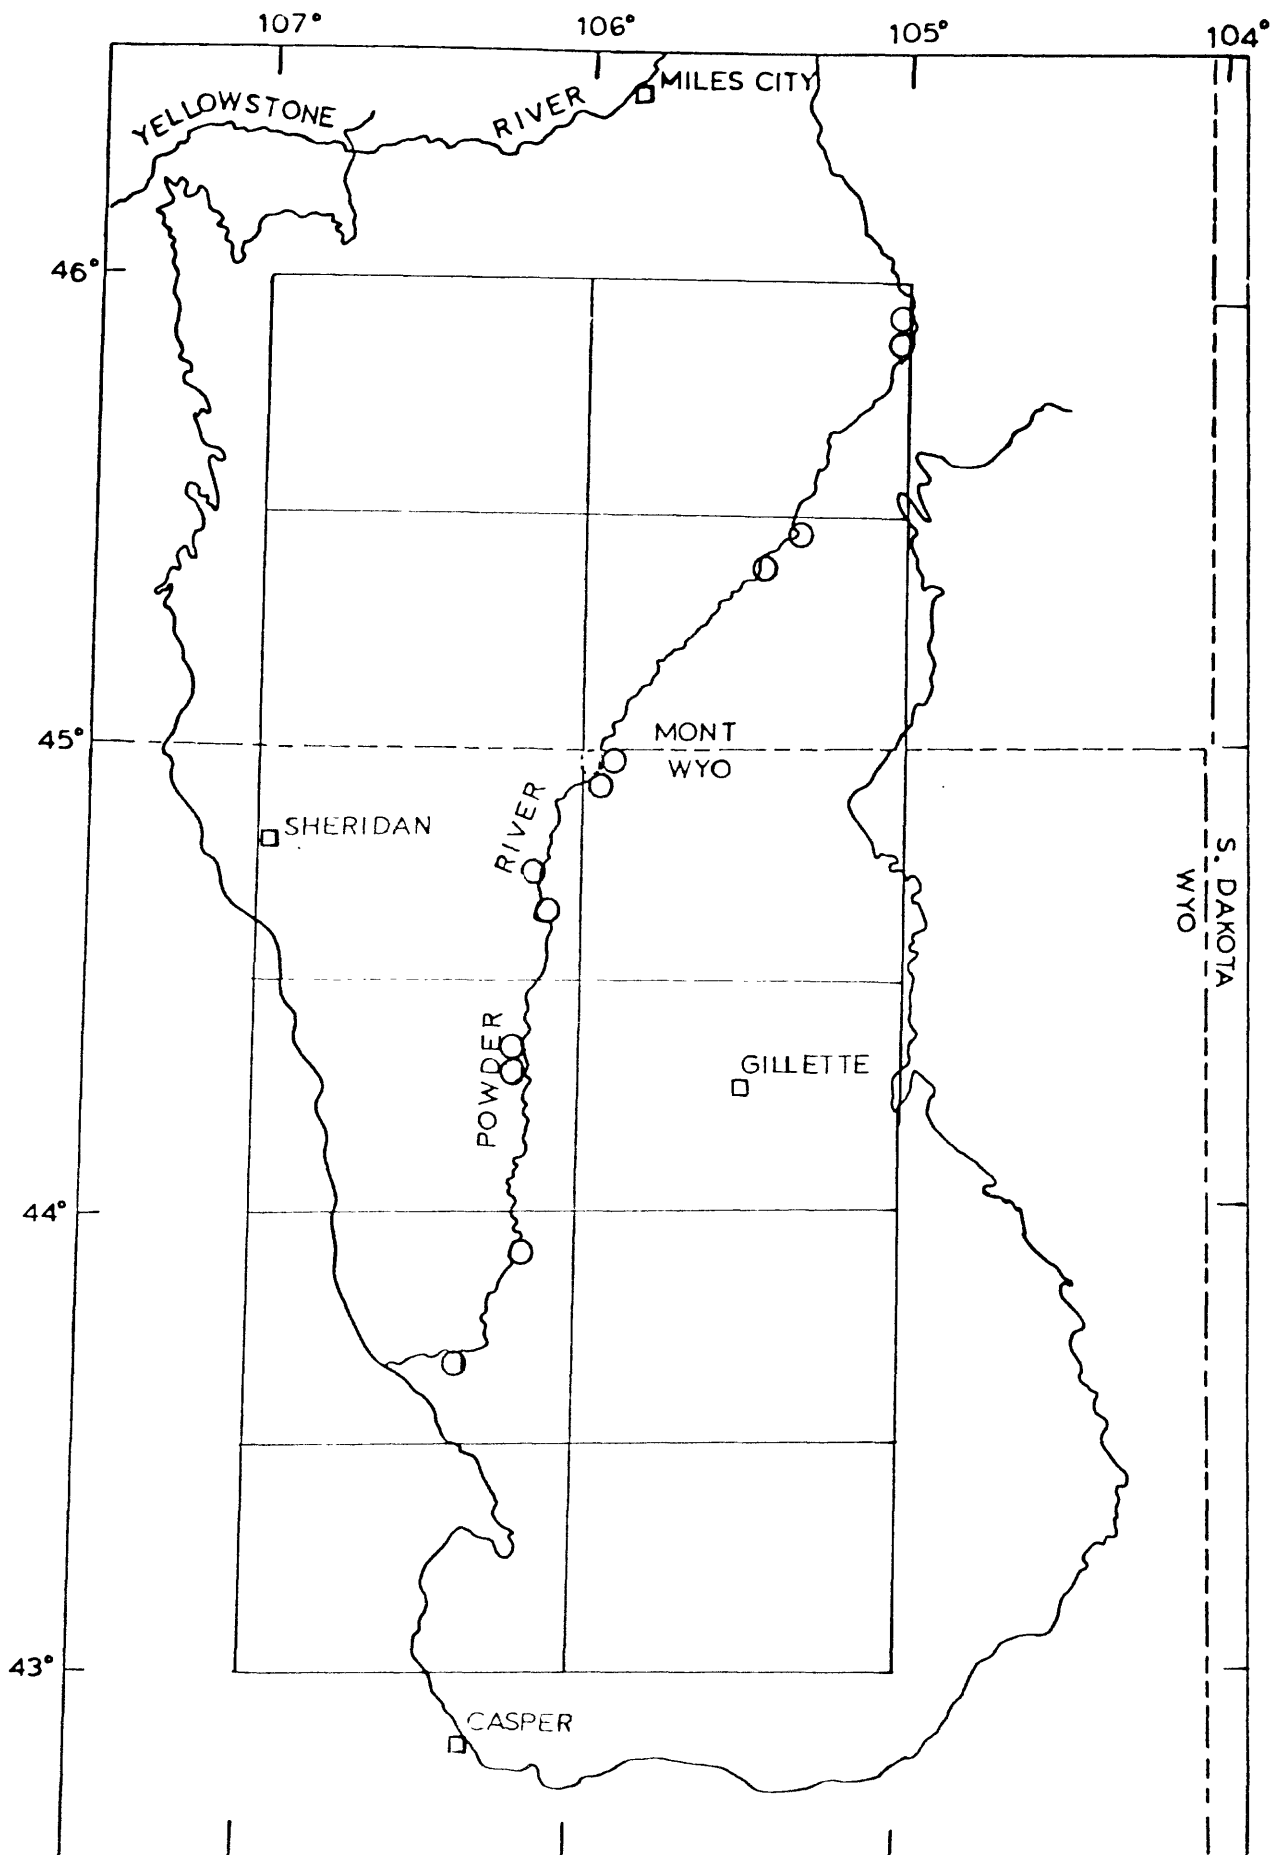 107° 106° 105° 104°
MILES CITY
YELLOWSTONE RIVER
46°
45°
MONT
WYO
SHERIDAN
POWDER RIVER
S. DAKOTA
WYO
GILLETTE
44°
43°
CASPER